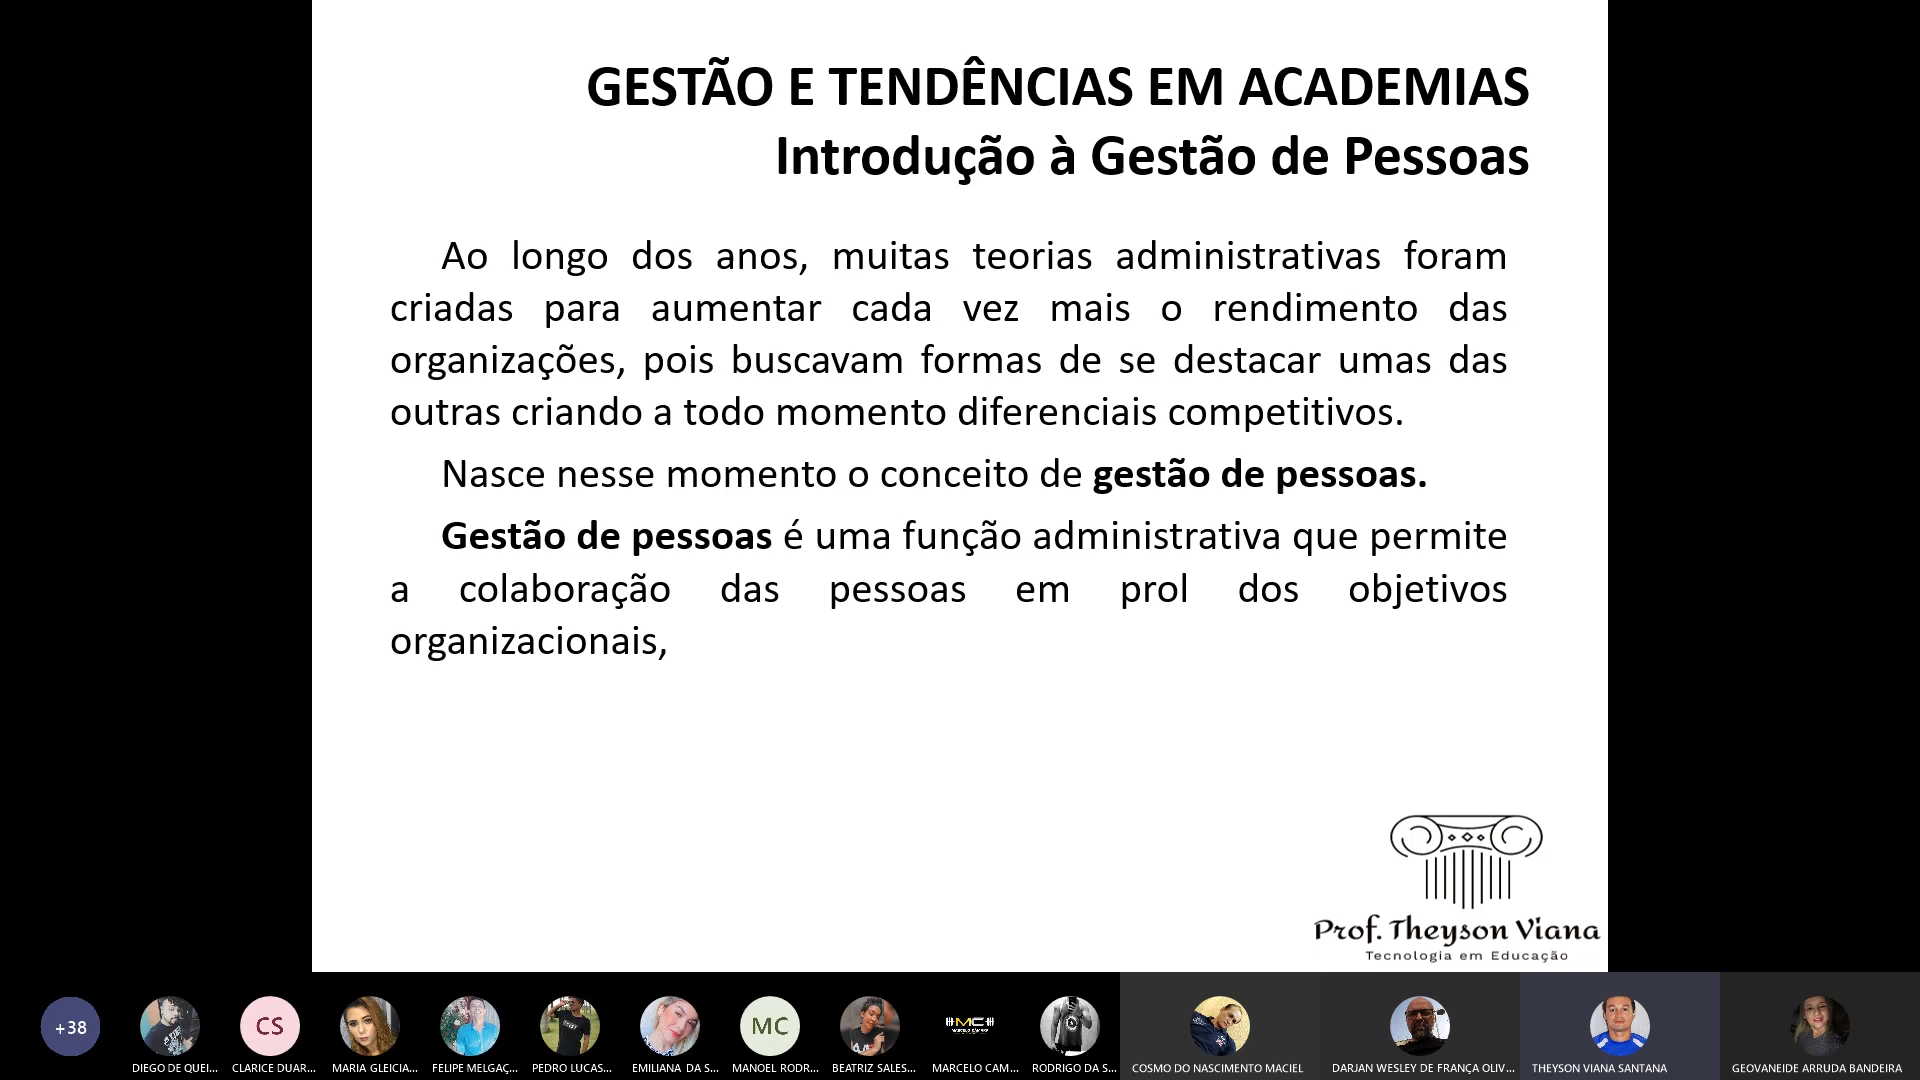 GESTÃO E TENDÊNCIAS EM ACADEMIAS
Introdução à Gestão de Pessoas
Ao longo dos anos, muitas teorias administrativas foram
criadas para aumentar cada vez mais o rendimento das
organizações, pois buscavam formas de se destacar umas das
outras criando a todo momento diferenciais competitivos.
Nasce nesse momento o conceito de gestão de pessoas.
Gestão de pessoas é uma função administrativa que permite
a colaboração das pessoas em prol dos objetivos
organizacionais,
Prof. Theyson Viana
Tecnologia em Educação
+38
CS
MC
MC
DIEGO DE QUEI...
CLARICE DUAR...
MARIA GLEICIA...
FELIPE MELGAÇ...
PEDRO LUCAS...
EMILIANA DA S...
MANOEL RODR...
BEATRIZ SALES...
MARCELO CAM...
RODRIGO DA S...
COSMO DO NASCIMENTO MACIEL
DARJAN WESLEY DE FRANÇA OLIV...
THEYSON VIANA SANTANA
GEOVANEIDE ARRUDA BANDEIRA